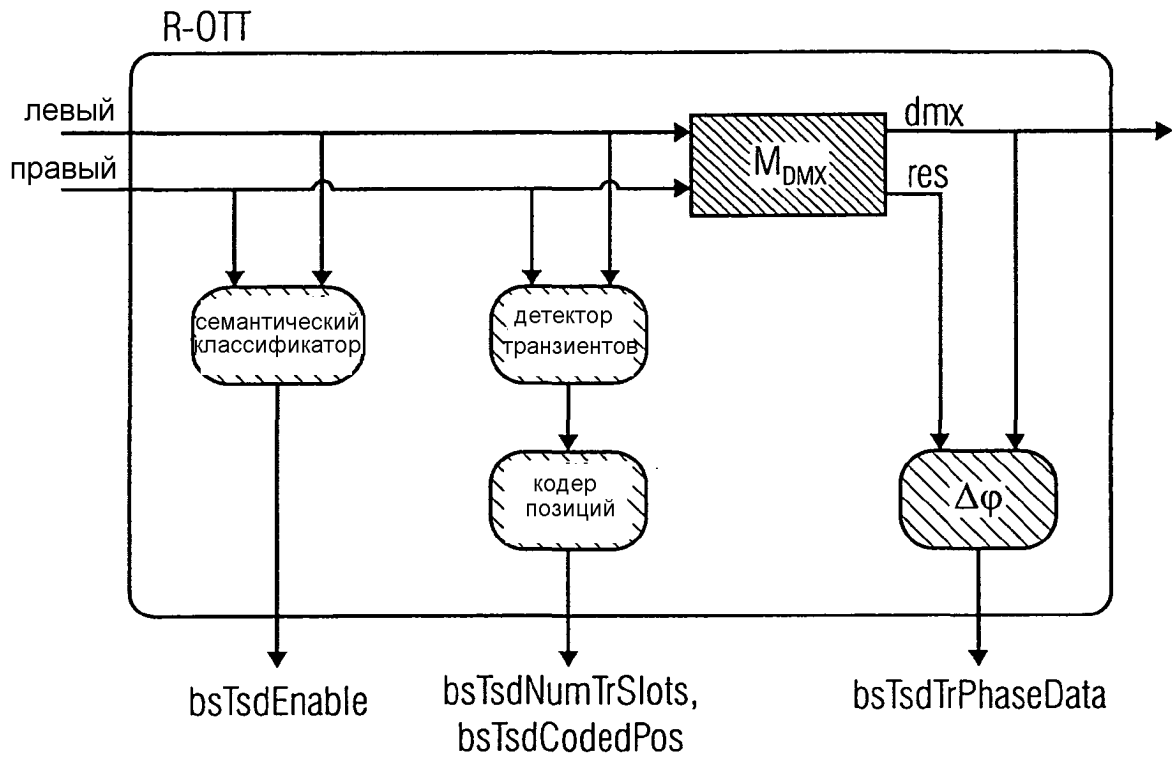 R-OTT
левый
правый
dmx
res
M_DMX
семантический
классификатор
детектор
транзиентов
кодер
позиций
Δφ
bsTsdEnable
bsTsdNumTrSlots,
bsTsdCodedPos
bsTsdTrPhaseData